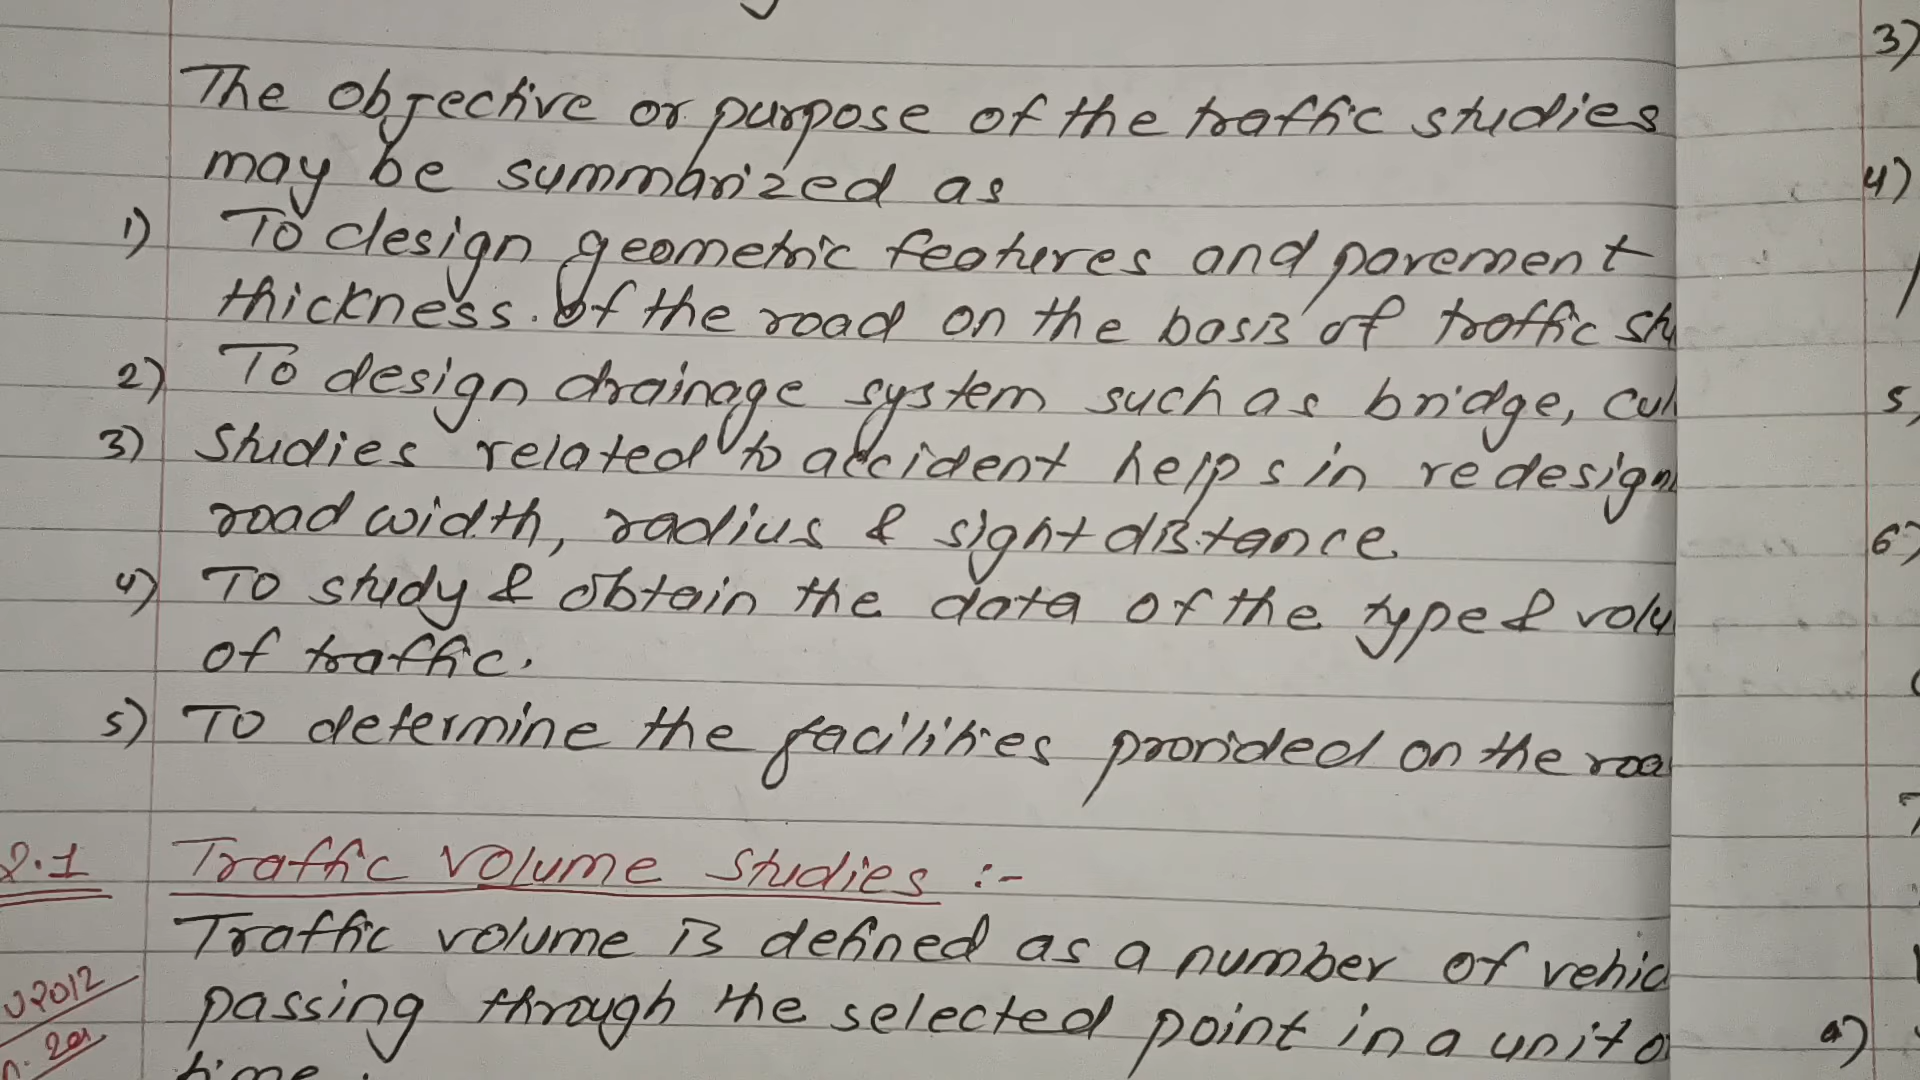 The objective or purpose of the traffic studies
may be summarized as
1) To design geometric features and pavement
thickness. of the road on the basis of traffic
2) To design drainage system such as bridge,
3) Studies related to accident helps in redesign
road width, radius & sight distance
4) To study & obtain the data of the type &
of traffic.
5) To determine the facilities provided on the
2.1 Traffic Volume Studies :-
Traffic volume is defined as a number of
passing through the selected point in a unit
time.
3)
4)
5,
6)
a)